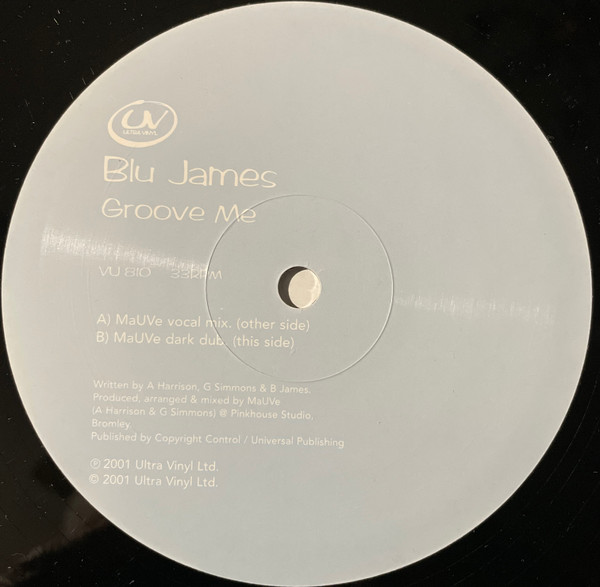 UV
ULTRA VINYL
Blu James
Groove Me
VU 810 33RPM
A) MaUVe vocal mix. (other side)
B) MaUVe dark dub. (this side)
Written by A Harrison, G Simmons & B James.
Produced, arranged & mixed by MaUVe
(A Harrison & G Simmons) @ Pinkhouse Studio,
Bromley.
Published by Copyright Control / Universal Publishing
℗ 2001 Ultra Vinyl Ltd.
© 2001 Ultra Vinyl Ltd.